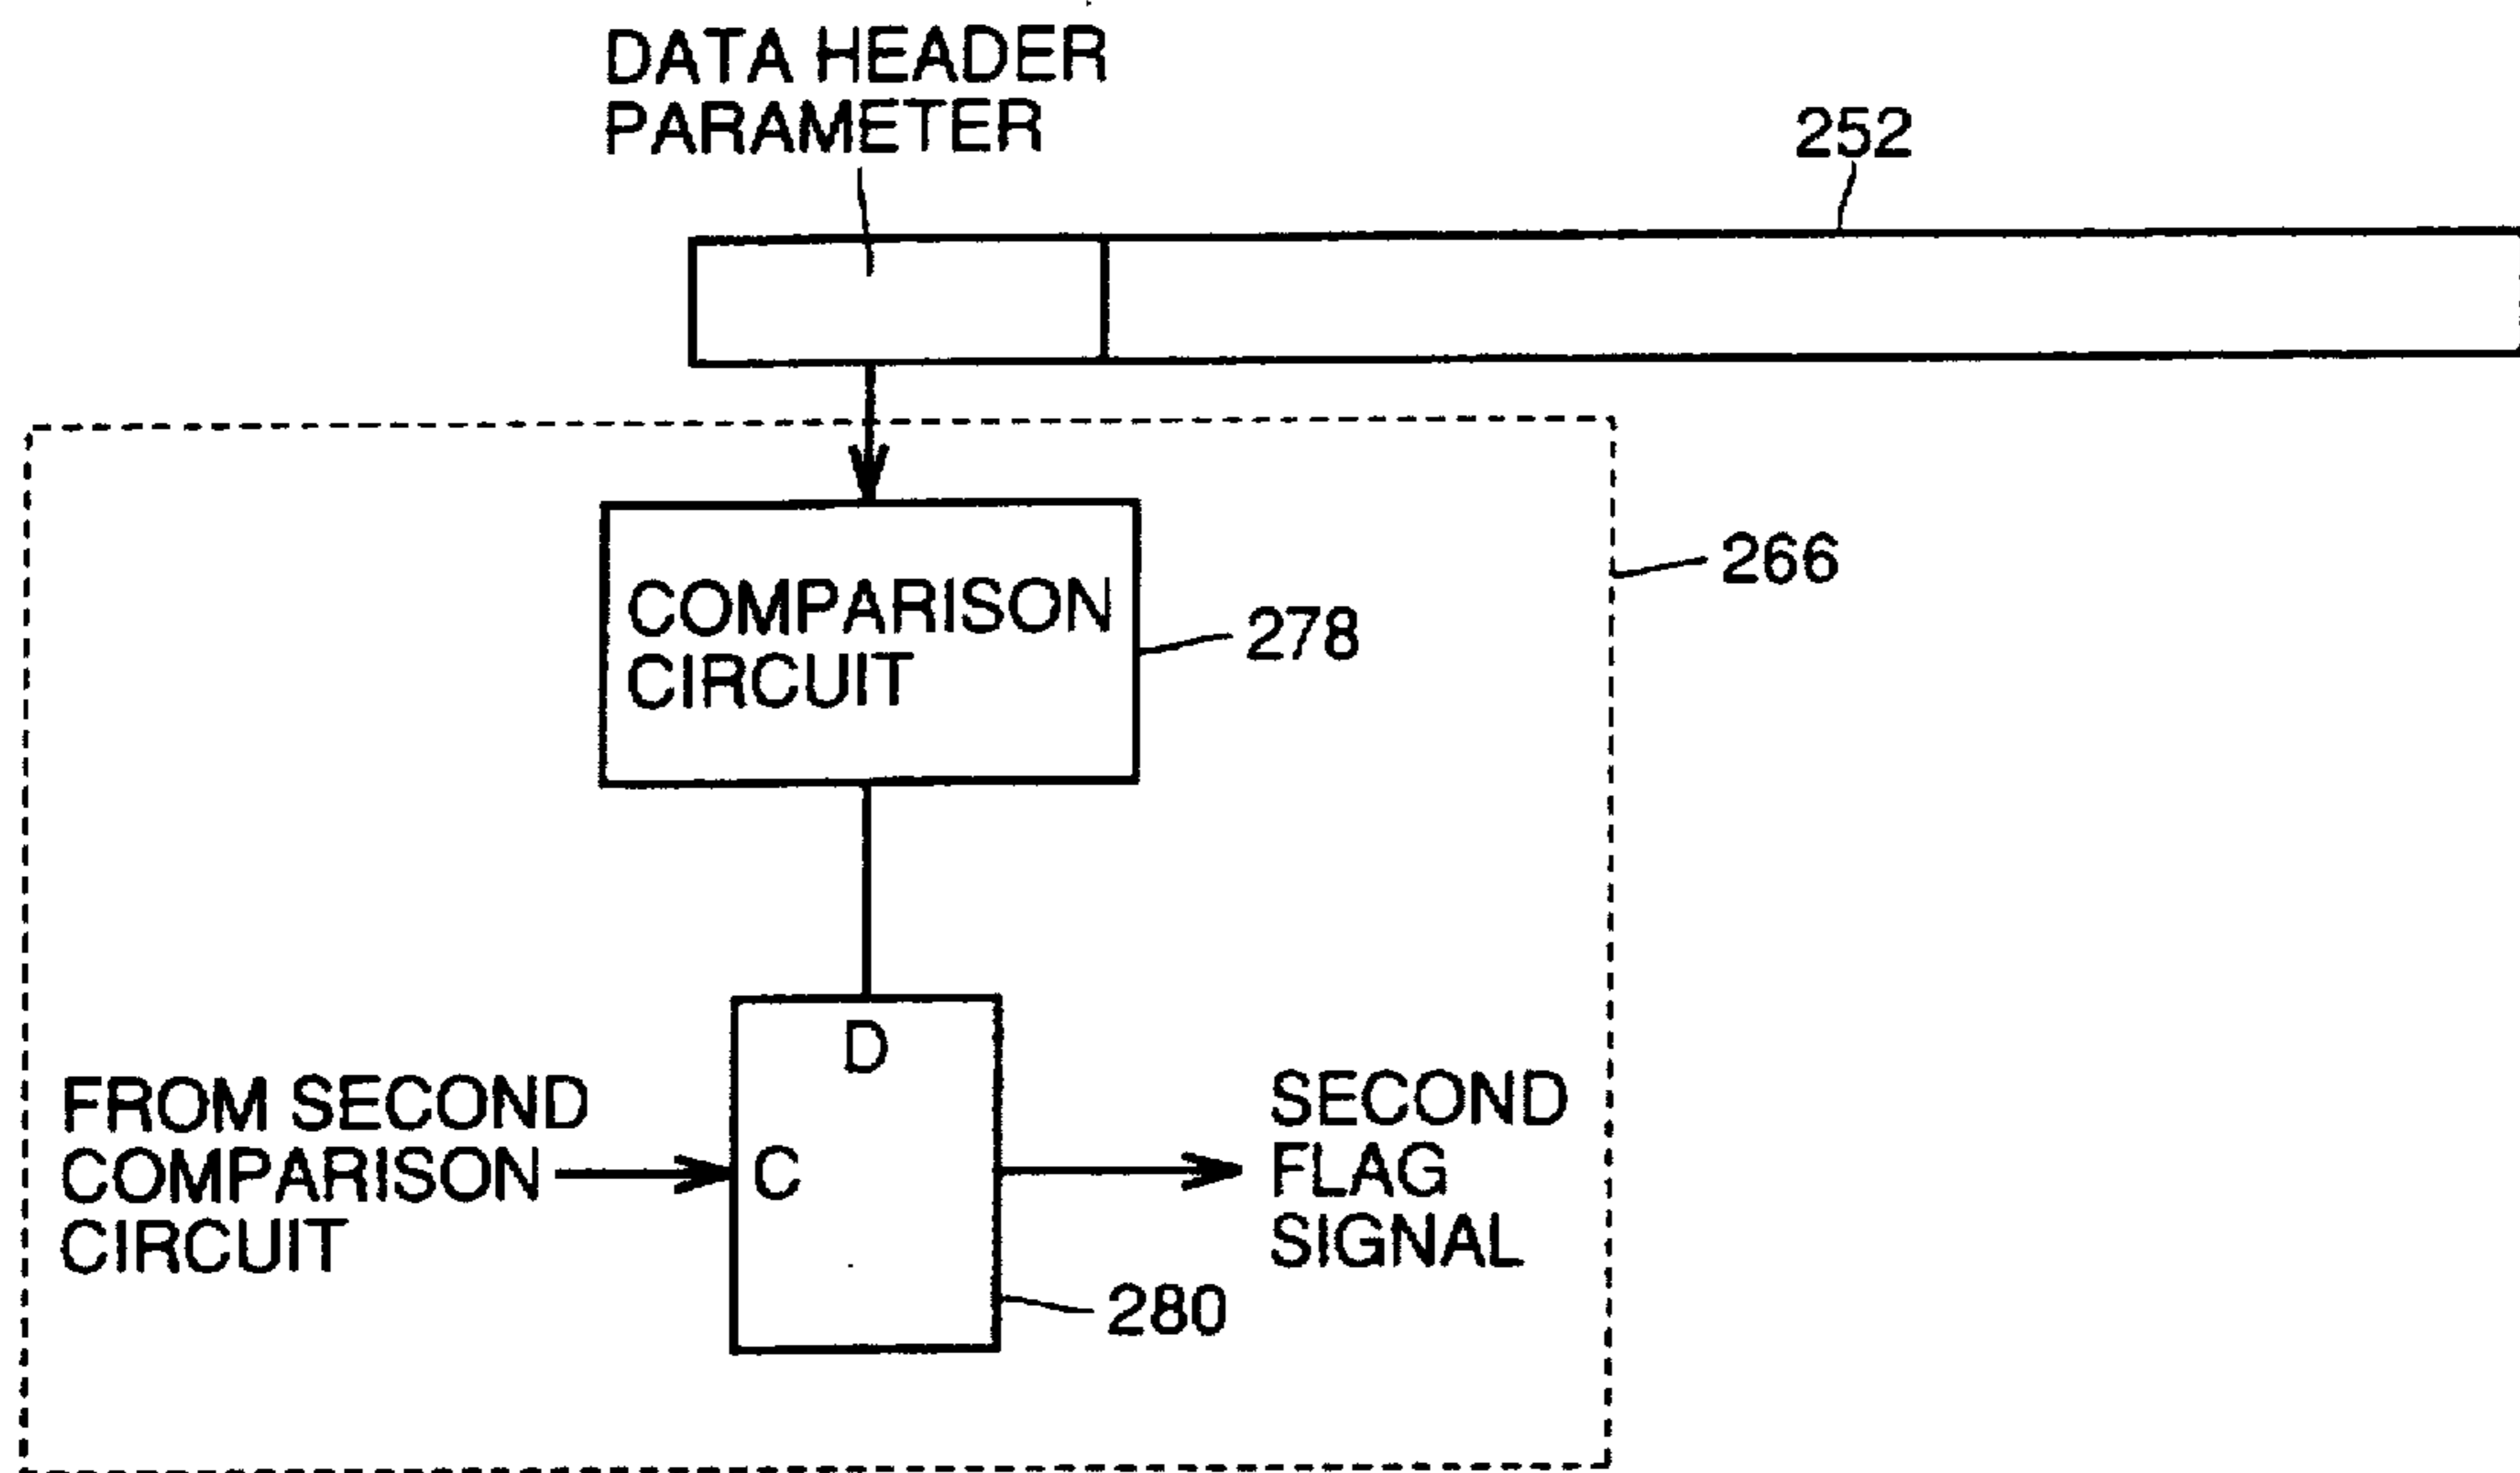 DATA HEADER
PARAMETER
252
266
COMPARISON
CIRCUIT
278
D
FROM SECOND
COMPARISON
CIRCUIT
C
SECOND
FLAG
SIGNAL
280